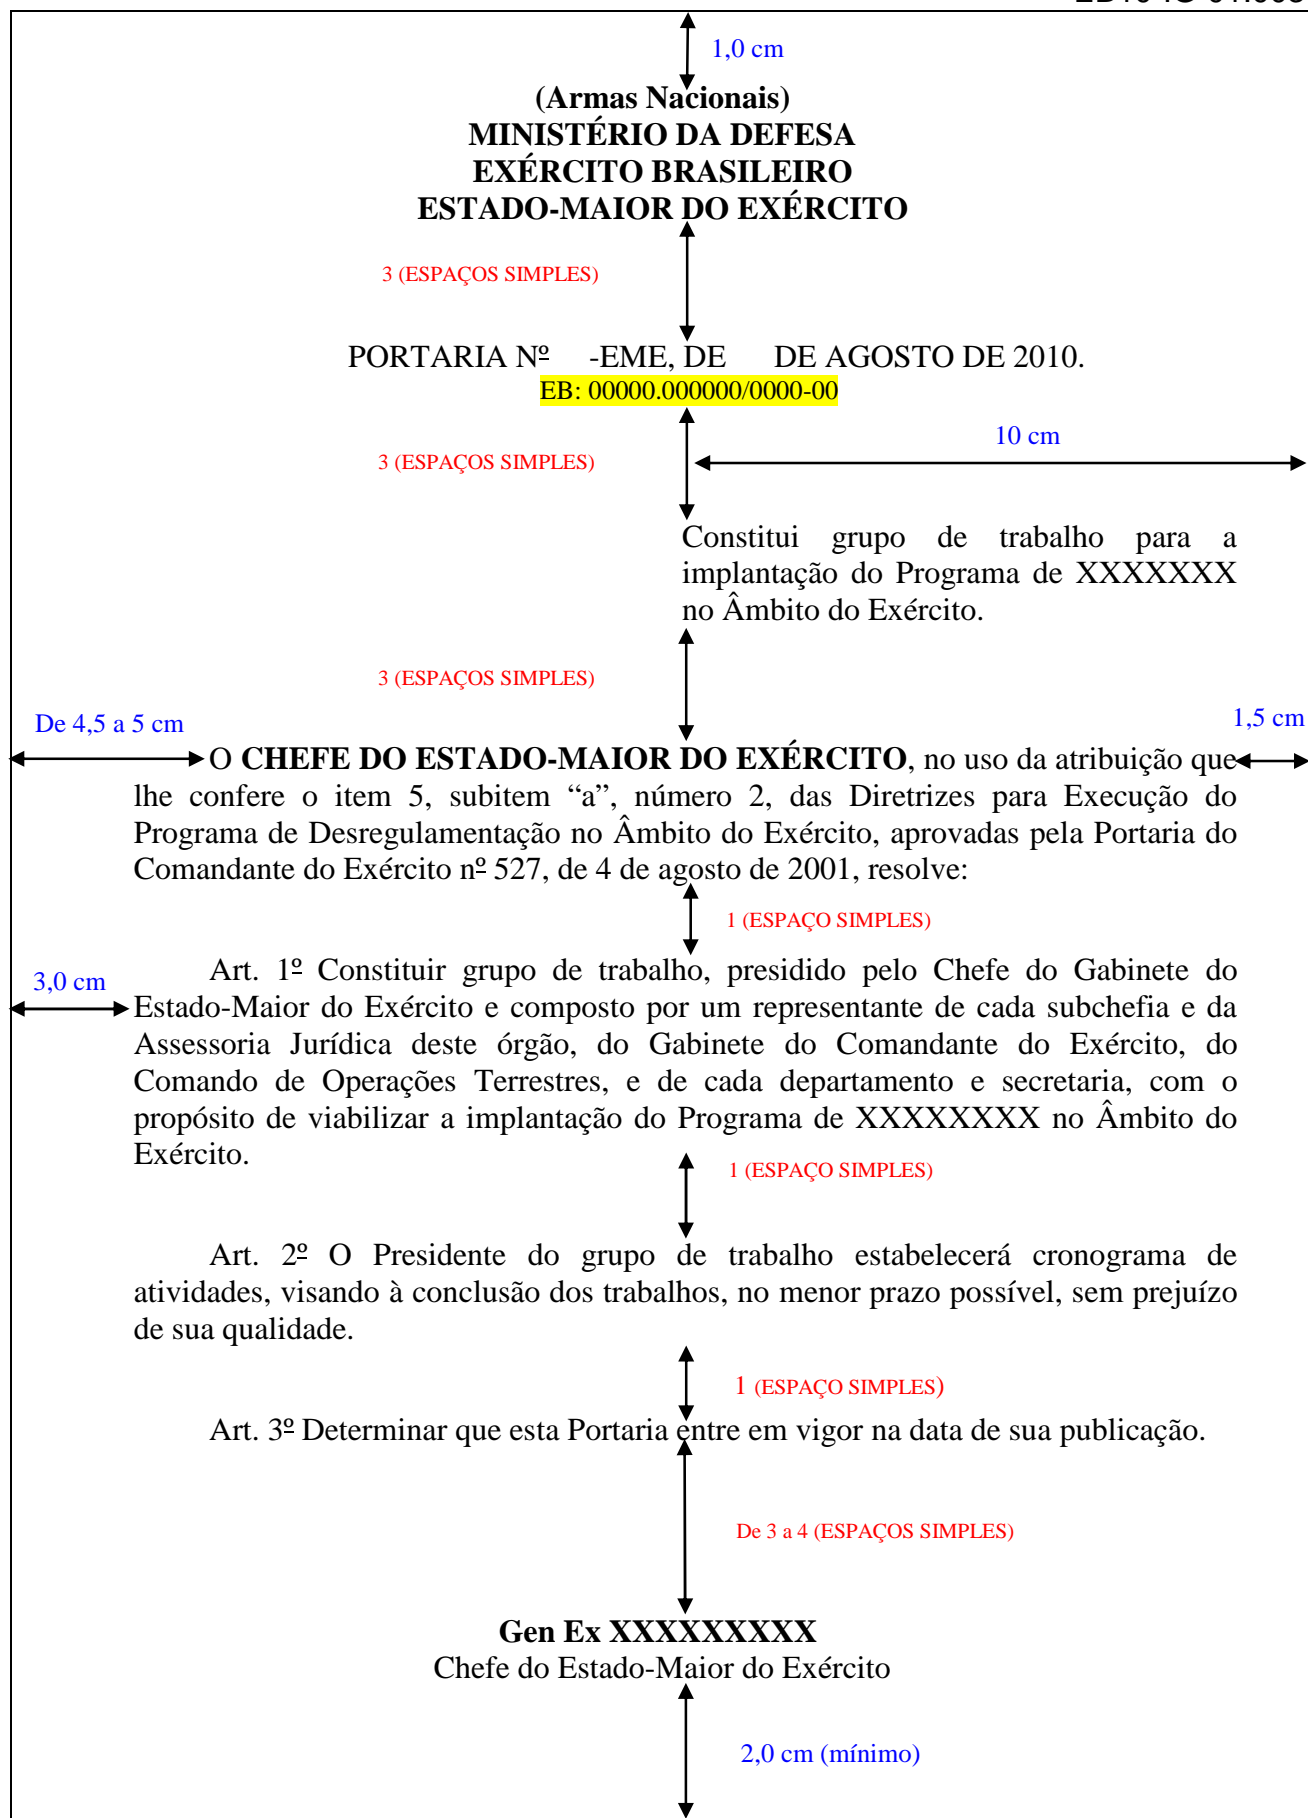 1,0 cm
(Armas Nacionais)
MINISTÉRIO DA DEFESA
EXÉRCITO BRASILEIRO
ESTADO-MAIOR DO EXÉRCITO
3 (ESPAÇOS SIMPLES)
PORTARIA Nº -EME, DE DE AGOSTO DE 2010.
EB: 00000.000000/0000-00
10 cm
3 (ESPAÇOS SIMPLES)
Constitui grupo de trabalho para a
implantação do Programa de XXXXXXX
no Âmbito do Exército.
3 (ESPAÇOS SIMPLES)
De 4,5 a 5 cm
1,5 cm
O CHEFE DO ESTADO-MAIOR DO EXÉRCITO, no uso da atribuição que
lhe confere o item 5, subitem “a”, número 2, das Diretrizes para Execução do
Programa de Desregulamentação no Âmbito do Exército, aprovadas pela Portaria do
Comandante do Exército nº 527, de 4 de agosto de 2001, resolve:
1 (ESPAÇO SIMPLES)
3,0 cm
Art. 1º Constituir grupo de trabalho, presidido pelo Chefe do Gabinete do
Estado-Maior do Exército e composto por um representante de cada subchefia e da
Assessoria Jurídica deste órgão, do Gabinete do Comandante do Exército, do
Comando de Operações Terrestres, e de cada departamento e secretaria, com o
propósito de viabilizar a implantação do Programa de XXXXXXXX no Âmbito do
Exército.
1 (ESPAÇO SIMPLES)
Art. 2º O Presidente do grupo de trabalho estabelecerá cronograma de
atividades, visando à conclusão dos trabalhos, no menor prazo possível, sem prejuízo
de sua qualidade.
1 (ESPAÇO SIMPLES)
Art. 3º Determinar que esta Portaria entre em vigor na data de sua publicação.
De 3 a 4 (ESPAÇOS SIMPLES)
Gen Ex XXXXXXXXX
Chefe do Estado-Maior do Exército
2,0 cm (mínimo)